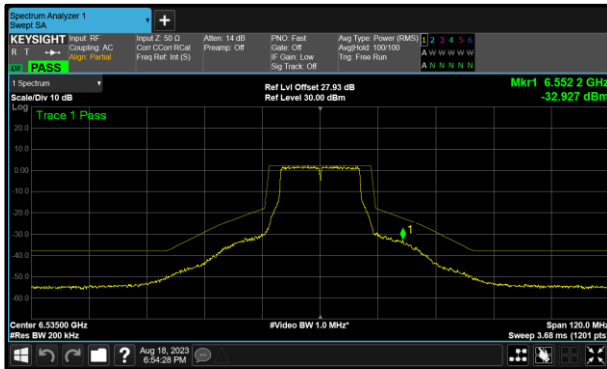 Spectrum Analyzer 1
Swept SA
+
KEYSIGHT Input: RF Input Z: 50 Ω Atten: 14 dB PNO: Fast Avg Type: Power (RMS) 1 2 3 4 5 6
R T Coupling: AC Corr CCorr RCal Preamp: Off Gate: Off Avg|Hold: 100/100 A W W W W W
Align: Partial Freq Ref: Int (S) IF Gain: Low Trig: Free Run
LV PASS Sig Track: Off A N N N N N
1 Spectrum Ref Lvl Offset 27.93 dB Mkr1 6.552 2 GHz
Scale/Div 10 dB Ref Level 30.00 dBm -32.927 dBm
Log
Trace 1 Pass
20.0
10.0
0.00
-10.0
-20.0
1
-30.0
-40.0
-50.0
-60.0
Center 6.53500 GHz #Video BW 1.0 MHz* Span 120.0 MHz
#Res BW 200 kHz Sweep 3.68 ms (1201 pts)
? Aug 18, 2023
6:54:28 PM